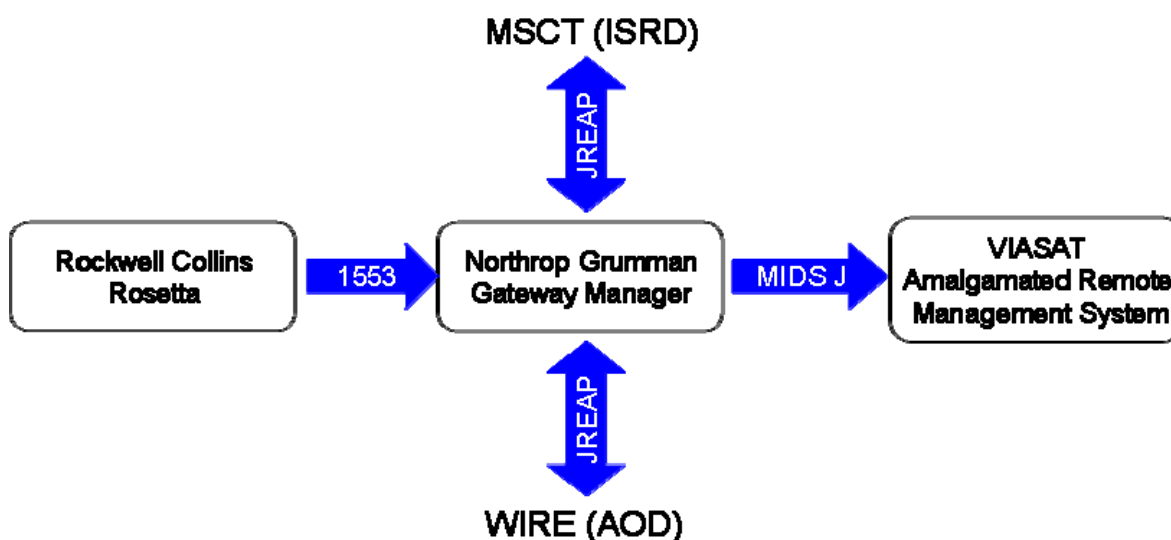 MSCT (ISRD)
JREAP
Rockwell Collins
Rosetta
1553
Northrop Grumman
Gateway Manager
MIDS J
VIASAT
Amalgamated Remote
Management System
JREAP
WIRE (AOD)